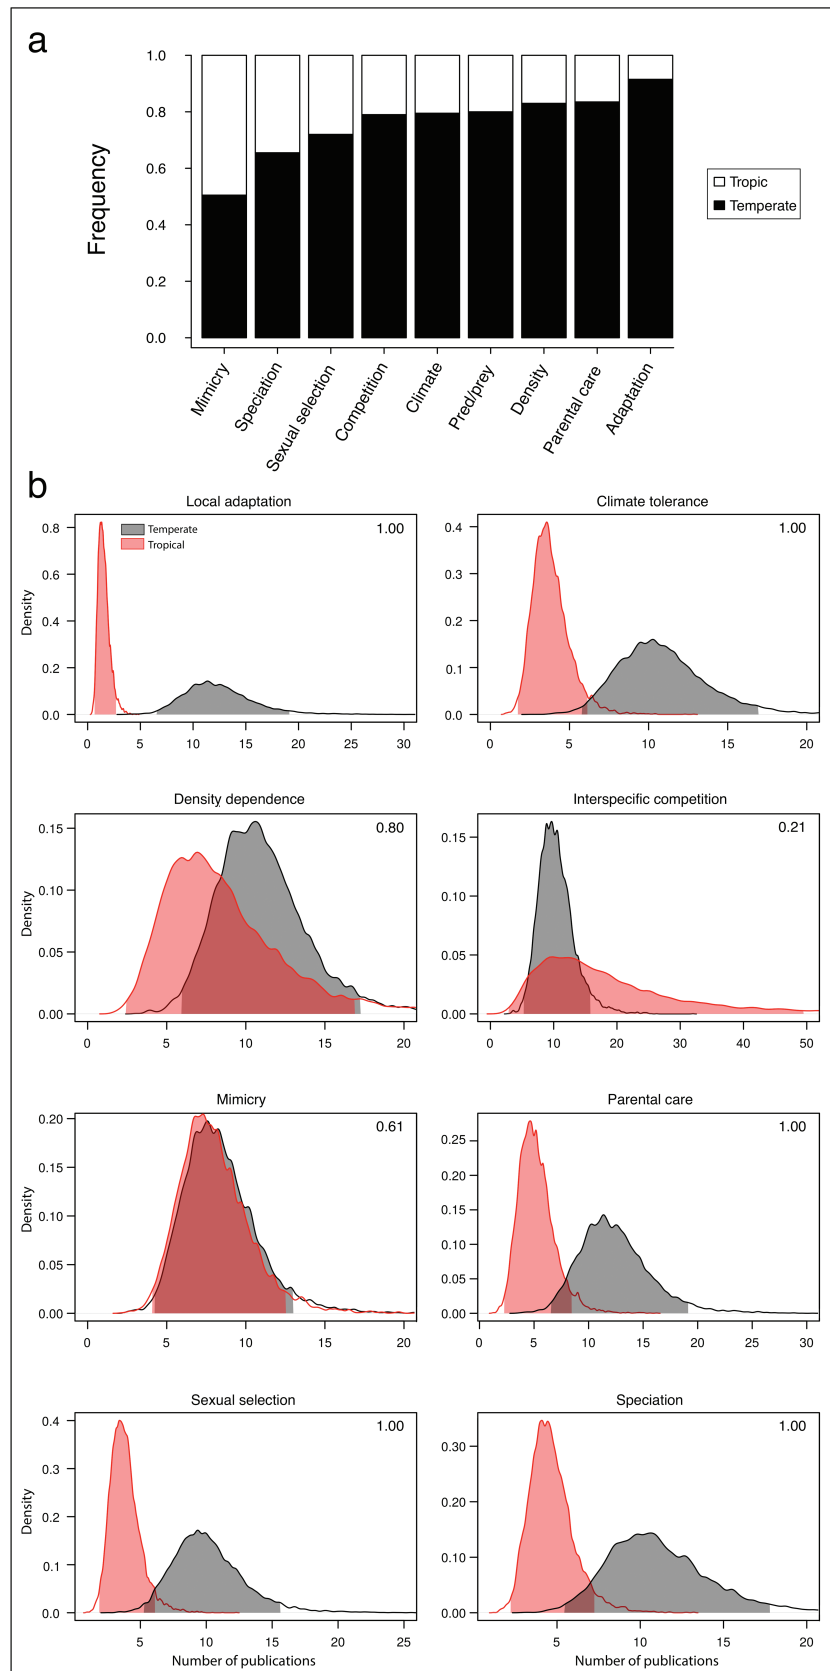 a
1.0
0.8
0.6
0.4
0.2
0.0
Frequency
Tropic
Temperate
Mimicry
Speciation
Sexual selection
Competition
Climate
Pred/prey
Density
Parental care
Adaptation
b
Local adaptation
1.00
Temperate
Tropical
Density
0.8
0.6
0.4
0.2
0.0
0 5 10 15 20 25 30
Climate tolerance
1.00
0.4
0.3
0.2
0.1
0.0
0 5 10 15 20
Density dependence
0.80
Density
0.15
0.10
0.05
0.00
0 5 10 15 20
Interspecific competition
0.21
0.15
0.10
0.05
0.00
0 10 20 30 40 50
Mimicry
0.61
Density
0.20
0.15
0.10
0.05
0.00
0 5 10 15 20
Parental care
1.00
0.25
0.20
0.15
0.10
0.05
0.00
0 5 10 15 20 25 30
Sexual selection
1.00
Density
0.4
0.3
0.2
0.1
0.00
5 10 15 20 25
Number of publications
Speciation
1.00
0.30
0.20
0.10
0.00
5 10 15 20
Number of publications